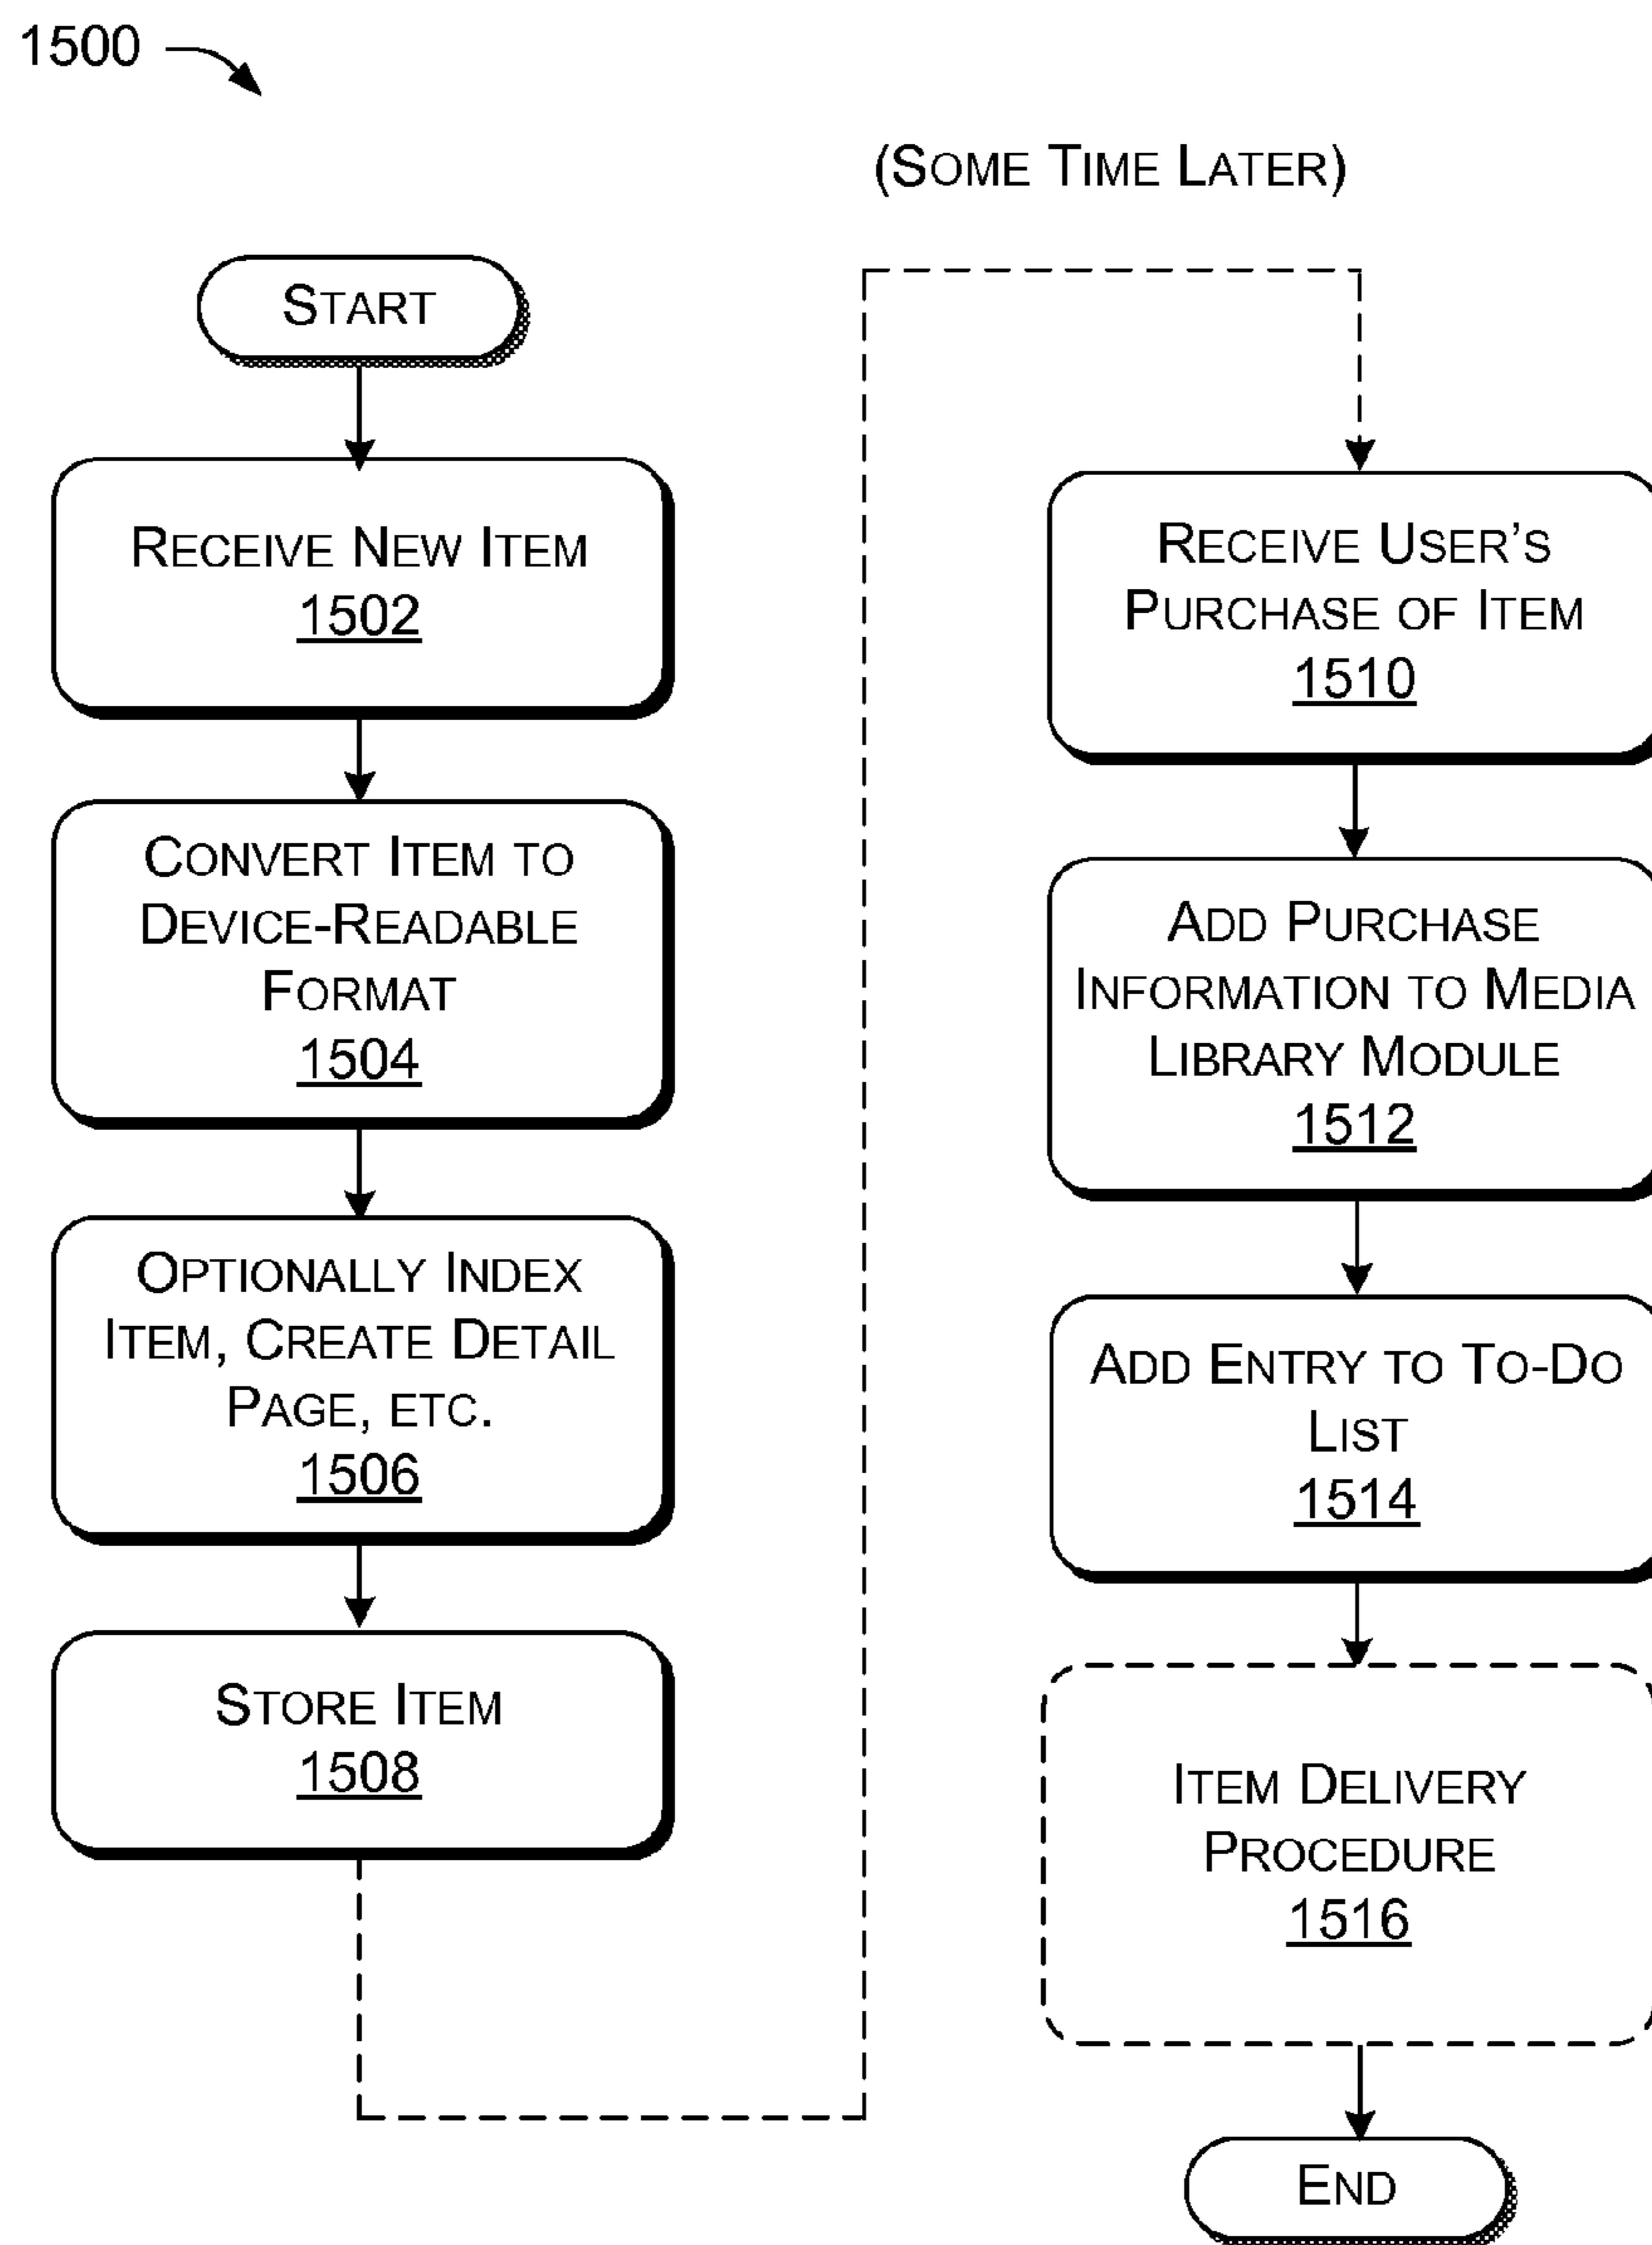 1500
(SOME TIME LATER)
START
RECEIVE NEW ITEM
1502
CONVERT ITEM TO
DEVICE-READABLE
FORMAT
1504
OPTIONALLY INDEX
ITEM, CREATE DETAIL
PAGE, ETC.
1506
STORE ITEM
1508
RECEIVE USER'S
PURCHASE OF ITEM
1510
ADD PURCHASE
INFORMATION TO MEDIA
LIBRARY MODULE
1512
ADD ENTRY TO TO-DO
LIST
1514
ITEM DELIVERY
PROCEDURE
1516
END